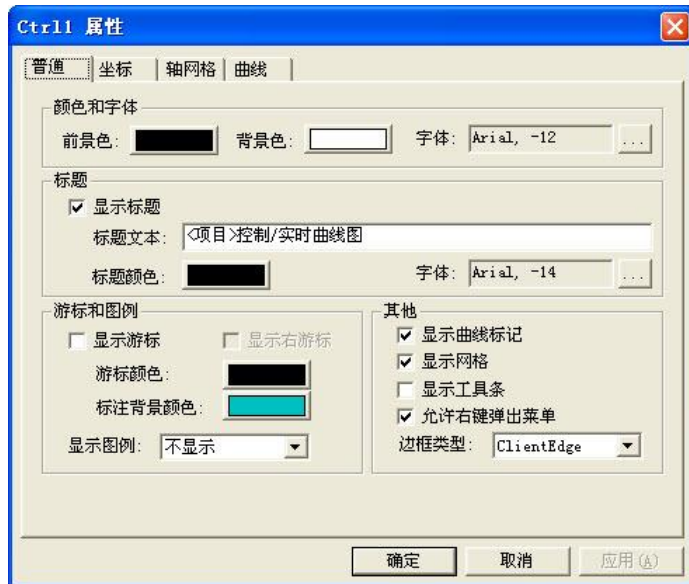 Ctrl1 属性
普通 坐标 轴网格 曲线
颜色和字体
前景色: 背景色: 字体: Arial, -12 ...
标题
显示标题
标题文本: <项目>控制/实时曲线图
标题颜色: 字体: Arial, -14 ...
游标和图例 其他
显示游标 显示右游标 显示曲线标记
游标颜色: 显示网格
标注背景颜色: 显示工具条
允许右键弹出菜单
显示图例: 不显示 边框类型: ClientEdge
确定 取消 应用(A)